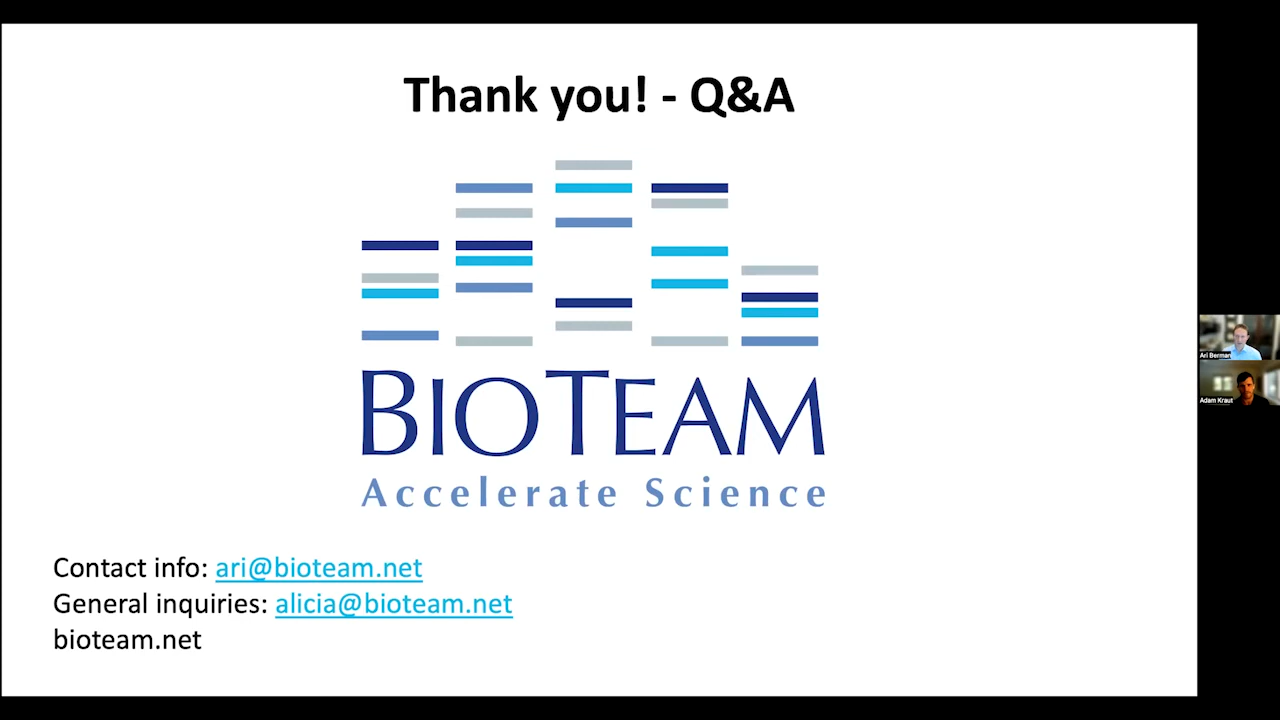 Thank you! - Q&A
BIOTEAM
Accelerate Science
Contact info: ari@bioteam.net
General inquiries: alicia@bioteam.net
bioteam.net
Ari Berman
Adam Kraut